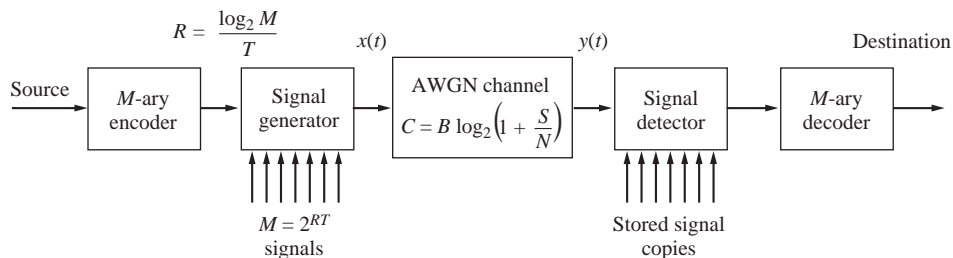 R = log₂ M / T
x(t)
y(t)
Destination
Source
M-ary
encoder
Signal
generator
AWGN channel
C = B log₂(1 + S/N)
Signal
detector
M-ary
decoder
M = 2^{RT}
signals
Stored signal
copies